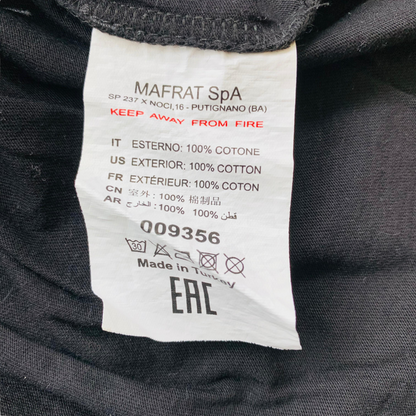 MAFRAT SpA
SP 237 X NOCI,16 - PUTIGNANO (BA)
KEEP AWAY FROM FIRE
IT ESTERNO: 100% COTONE
US EXTERIOR: 100% COTTON
FR EXTÉRIEUR: 100% COTON
CN 室外: 100% 棉制品
AR الخارج: 100% 100% قطن
009356
30
Made in Turkey
EAC